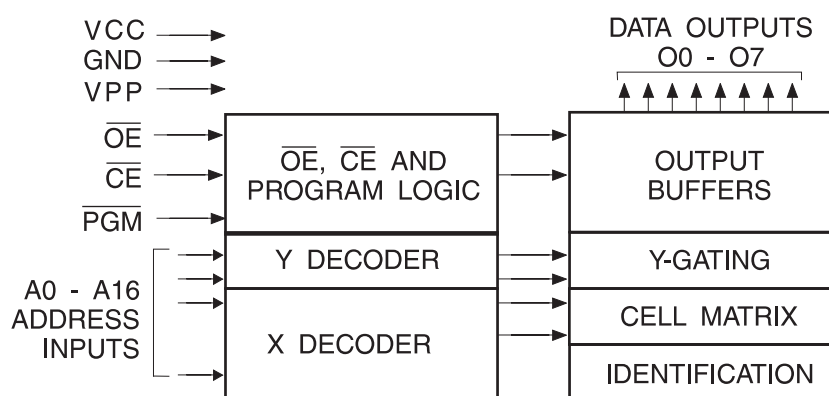 VCC
GND
VPP
OE
CE
PGM
A0 - A16
ADDRESS
INPUTS
OE, CE AND
PROGRAM LOGIC
Y DECODER
X DECODER
DATA OUTPUTS
O0 - O7
OUTPUT
BUFFERS
Y-GATING
CELL MATRIX
IDENTIFICATION